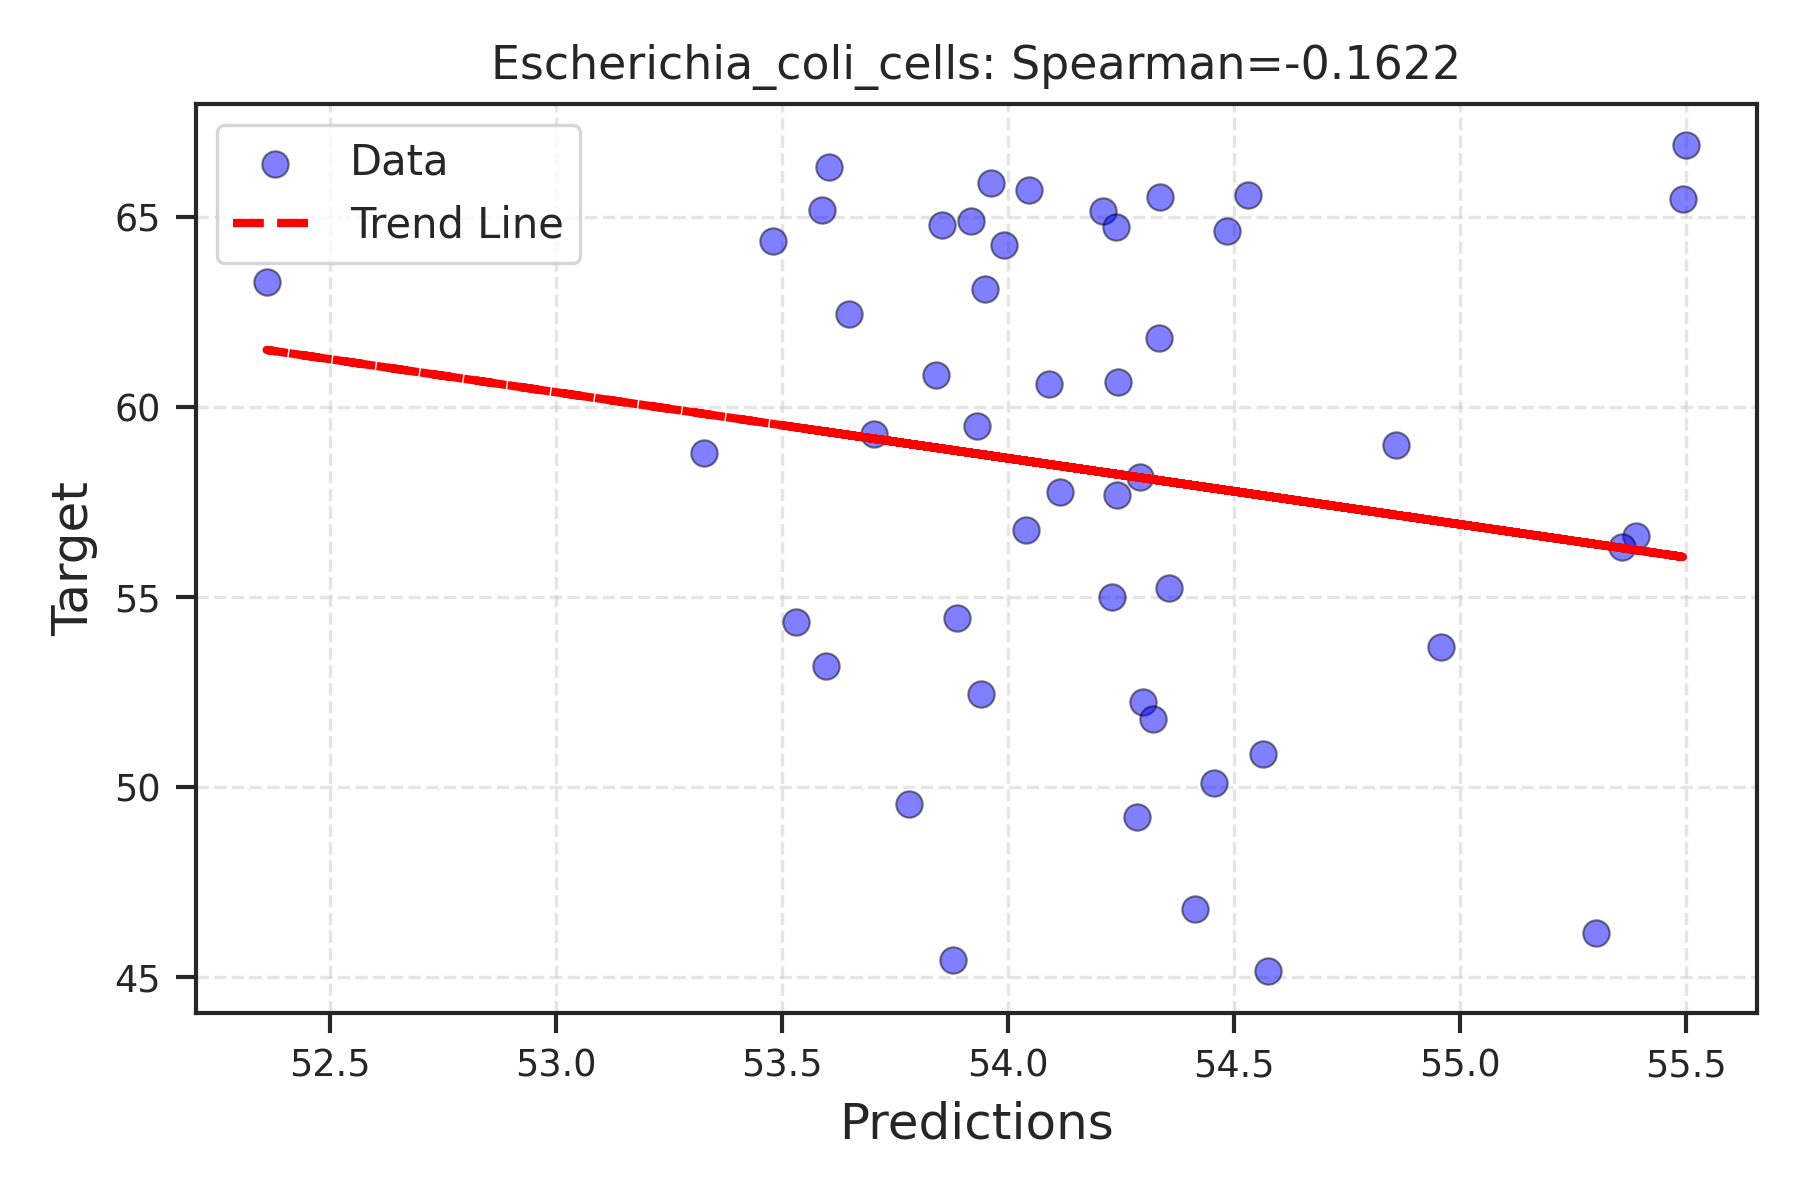 Escherichia_coli_cells: Spearman=-0.1622
Data
Trend Line
65
60
55
50
45
Target
52.5 53.0 53.5 54.0 54.5 55.0 55.5
Predictions